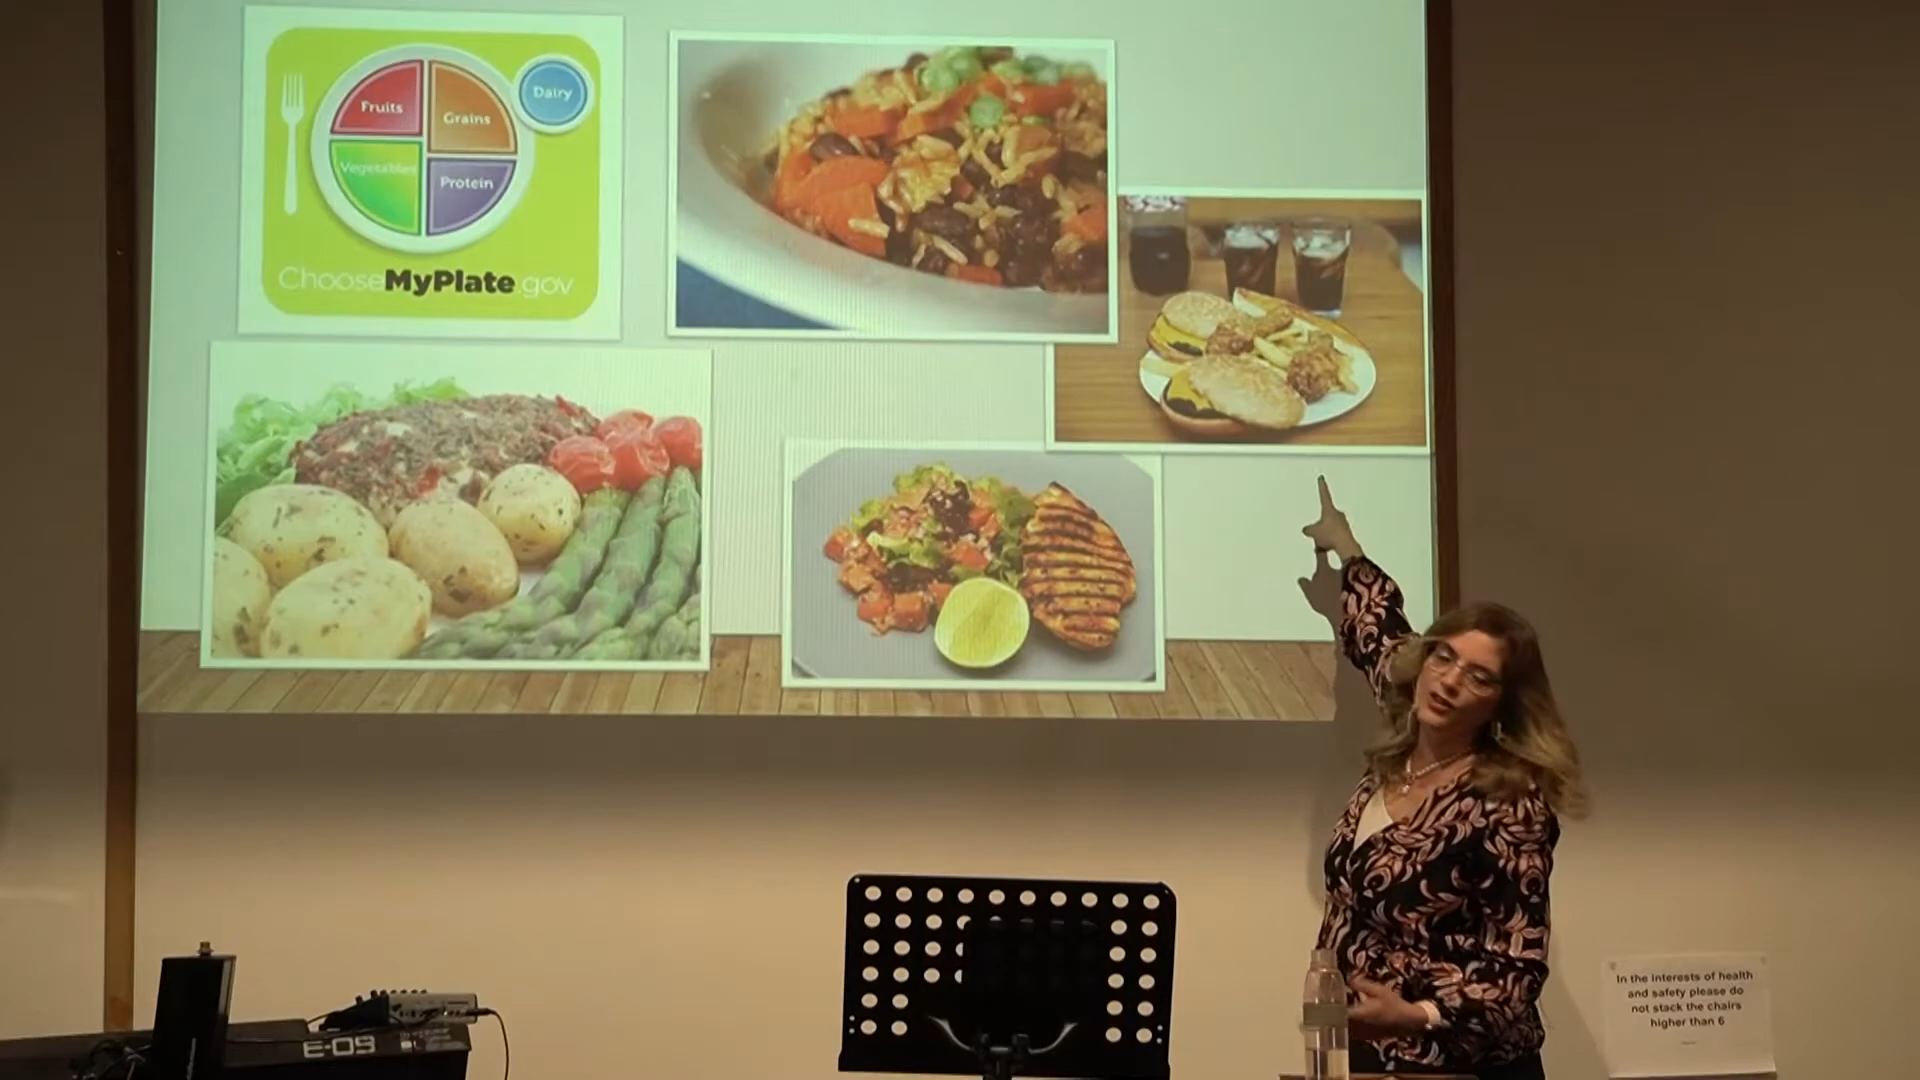 Fruits
Grains
Dairy
Vegetables
Protein
ChooseMyPlate.gov
E-09
In the interests of health
and safety please do
not stack the chairs
higher than 6